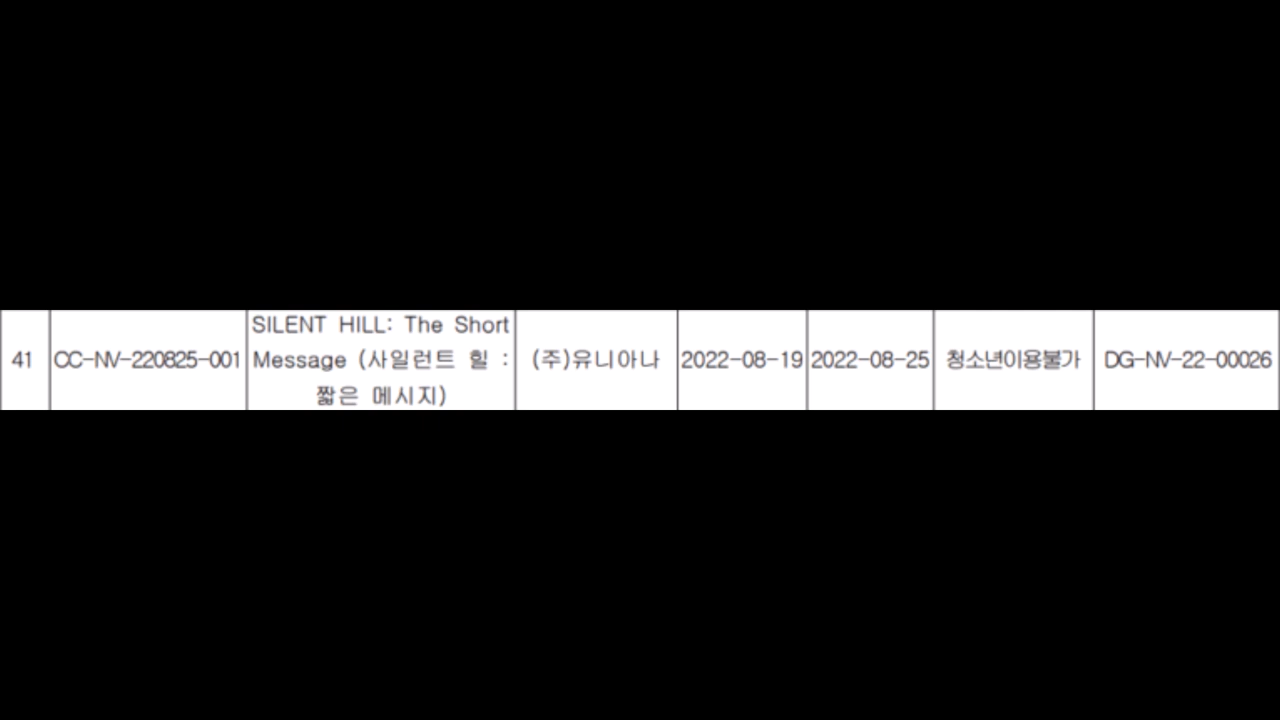 41
CC-NV-220825-001
SILENT HILL: The Short
Message (사일런트 힐 :
짧은 메시지)
(주)유니아나
2022-08-19
2022-08-25
청소년이용불가
DG-NV-22-00026